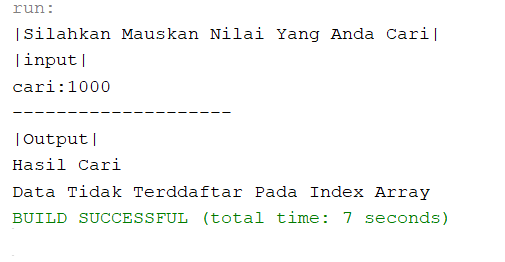 run:
|Silahkan Mauskan Nilai Yang Anda Cari|
|input|
cari:1000
--------------------
|Output|
Hasil Cari
Data Tidak Terddaftar Pada Index Array
BUILD SUCCESSFUL (total time: 7 seconds)